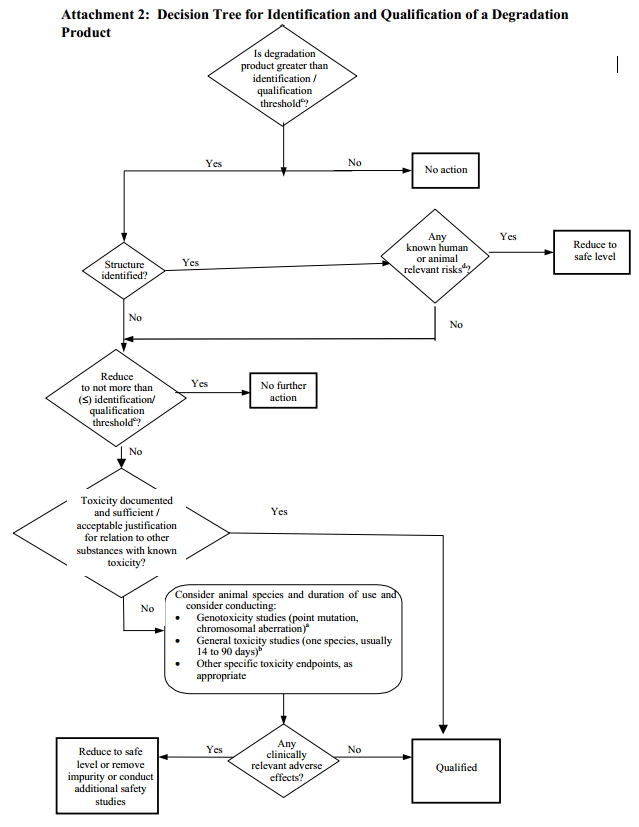 Attachment 2:  Decision Tree for Identification and Qualification of a Degradation
Product
Is degradation
product greater than
identification /
qualification
thresholdᶜ?
Yes
No
No action
Structure
identified?
Yes
Any
known human
or animal
relevant risksᵈ?
Yes
Reduce to
safe level
No
No
Reduce
to not more than
(≤) identification/
qualification
thresholdᶜ?
Yes
No further
action
No
Toxicity documented
and sufficient /
acceptable justification
for relation to other
substances with known
toxicity?
Yes
No
Consider animal species and duration of use and
consider conducting:
• Genotoxicity studies (point mutation,
chromosomal aberration)ᵃ
• General toxicity studies (one species, usually
14 to 90 days)ᵇ
• Other specific toxicity endpoints, as
appropriate
Any
clinically
relevant adverse
effects?
Yes
No
Reduce to safe
level or remove
impurity or conduct
additional safety
studies
Qualified